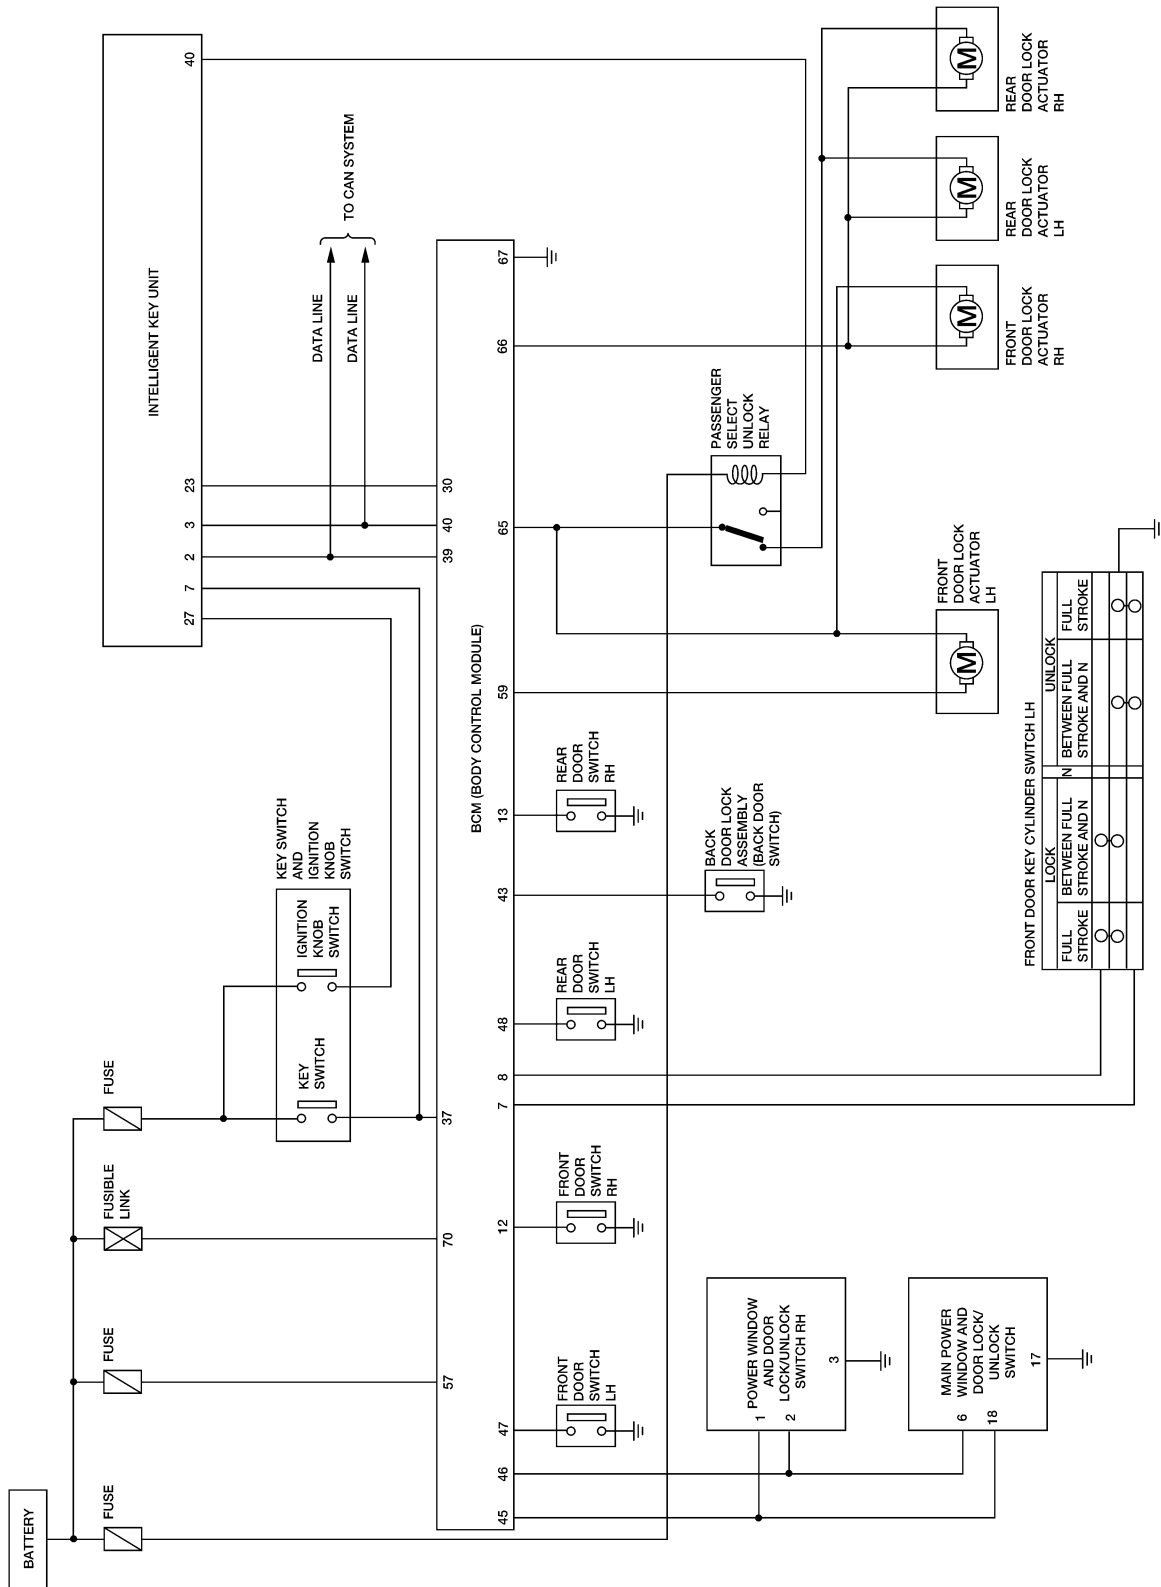 BATTERY
FUSE
FUSE
FUSIBLE
LINK
FUSE
KEY SWITCH
AND
IGNITION
KNOB
SWITCH
KEY
SWITCH
IGNITION
KNOB
SWITCH
INTELLIGENT KEY UNIT
27
7
2
3
23
40
DATA LINE
DATA LINE
TO CAN SYSTEM
BCM (BODY CONTROL MODULE)
57
70
37
39
40
30
45
46
47
12
7
8
48
43
13
59
65
66
67
FRONT
DOOR
SWITCH
LH
FRONT
DOOR
SWITCH
RH
REAR
DOOR
SWITCH
LH
REAR
DOOR
SWITCH
RH
BACK
DOOR LOCK
ASSEMBLY
(BACK DOOR
SWITCH)
PASSENGER
SELECT
UNLOCK
RELAY
POWER WINDOW
AND DOOR
LOCK/UNLOCK
SWITCH RH
1
2
3
MAIN POWER
WINDOW AND
DOOR LOCK/
UNLOCK
SWITCH
6
18
17
FRONT DOOR KEY CYLINDER SWITCH LH
LOCK
N
UNLOCK
FULL
STROKE
BETWEEN FULL
STROKE AND N
BETWEEN FULL
STROKE AND N
FULL
STROKE
M
FRONT
DOOR LOCK
ACTUATOR
LH
M
FRONT
DOOR LOCK
ACTUATOR
RH
M
REAR
DOOR LOCK
ACTUATOR
LH
M
REAR
DOOR LOCK
ACTUATOR
RH
FUSE